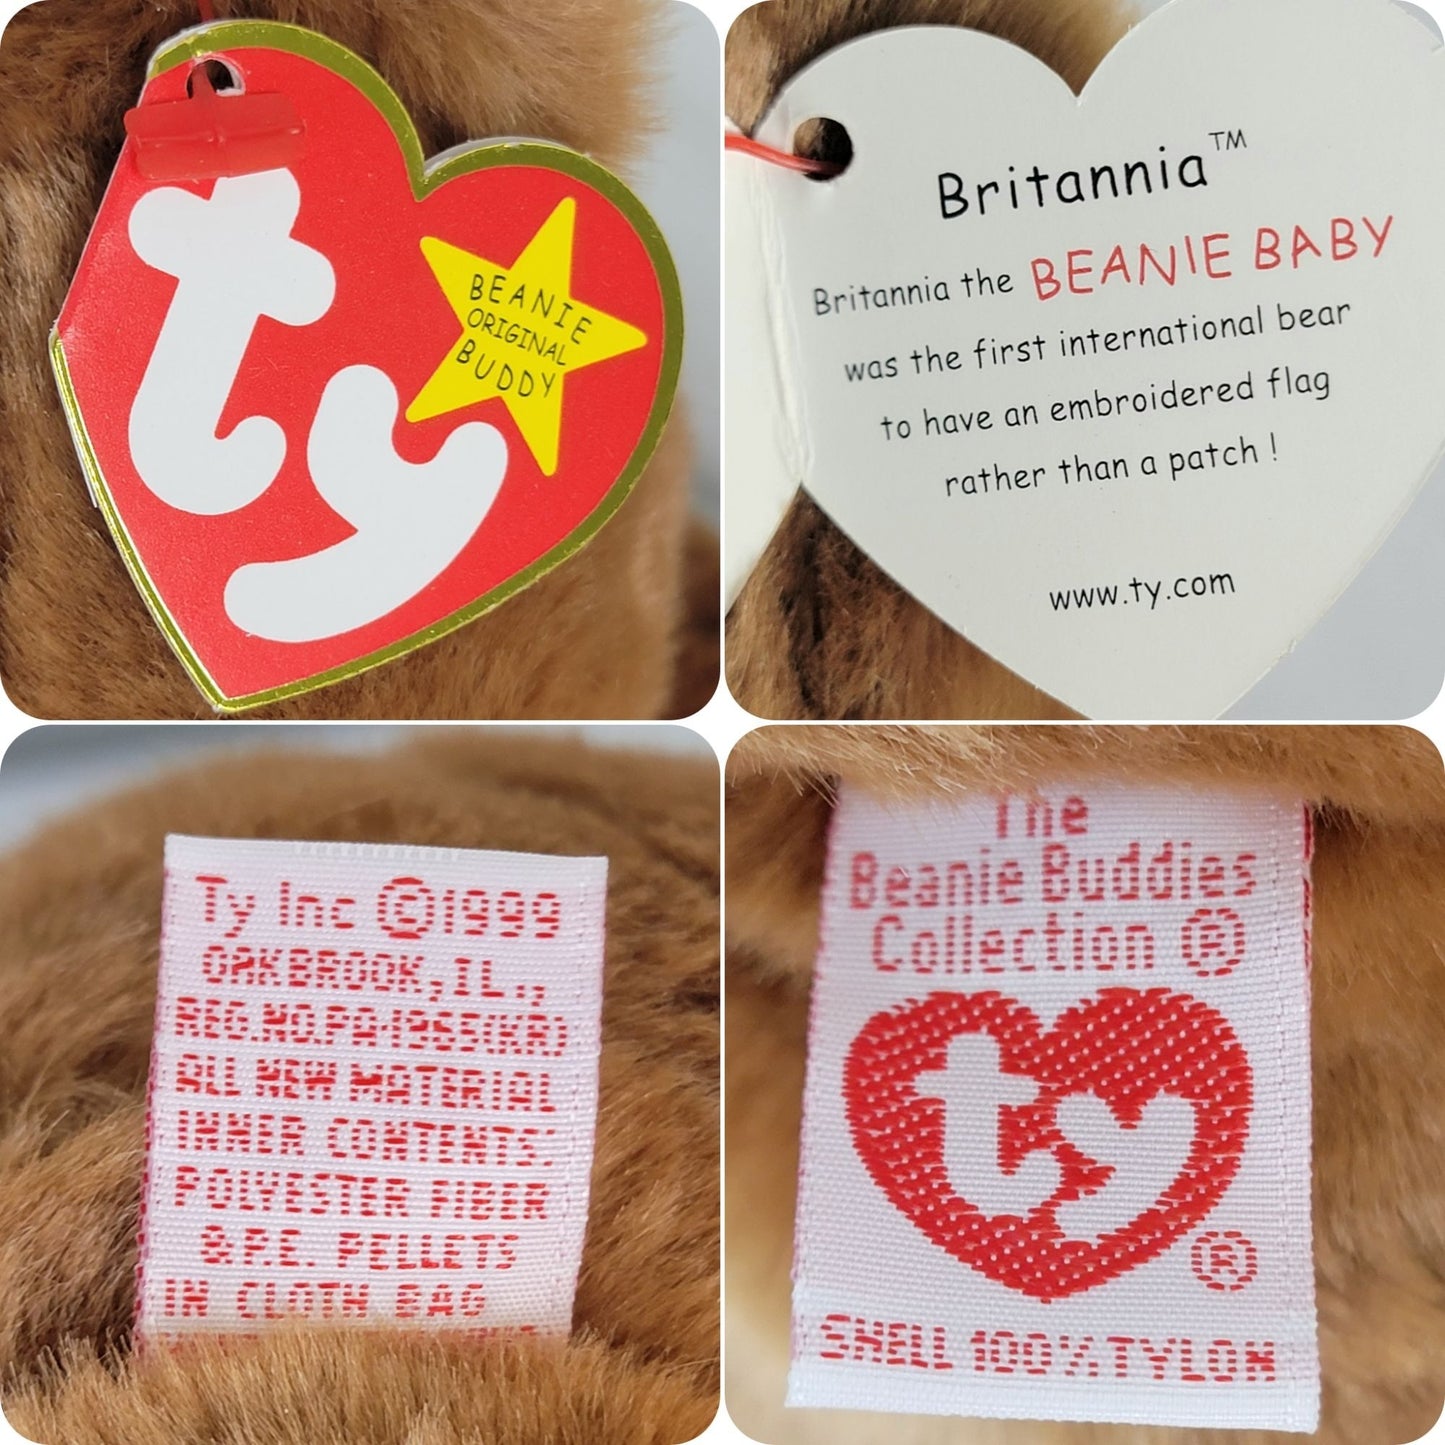 ty
BEANIE
ORIGINAL
BUDDY
Britannia™
Britannia the BEANIE BABY
was the first international bear
to have an embroidered flag
rather than a patch !
www.ty.com
Ty Inc ©1999
OAKBROOK,IL.,
REG.NO.PA-1965(KR)
ALL NEW MATERIAL
INNER CONTENTS:
POLYESTER FIBER
&P.E. PELLETS
IN CLOTH BAG
The
Beanie Buddies
Collection ®
ty
®
SHELL 100%TYLON